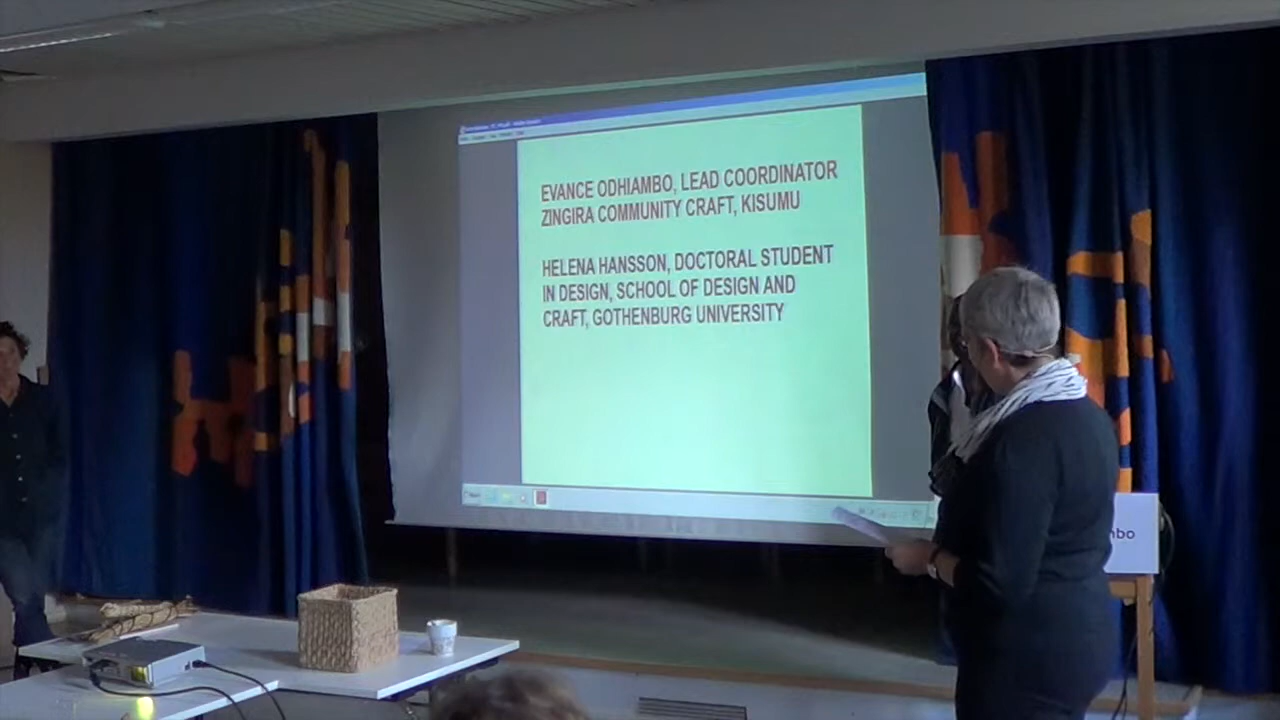 EVANCE ODHIAMBO, LEAD COORDINATOR
ZINGIRA COMMUNITY CRAFT, KISUMU
HELENA HANSSON, DOCTORAL STUDENT
IN DESIGN, SCHOOL OF DESIGN AND
CRAFT, GOTHENBURG UNIVERSITY
mbo